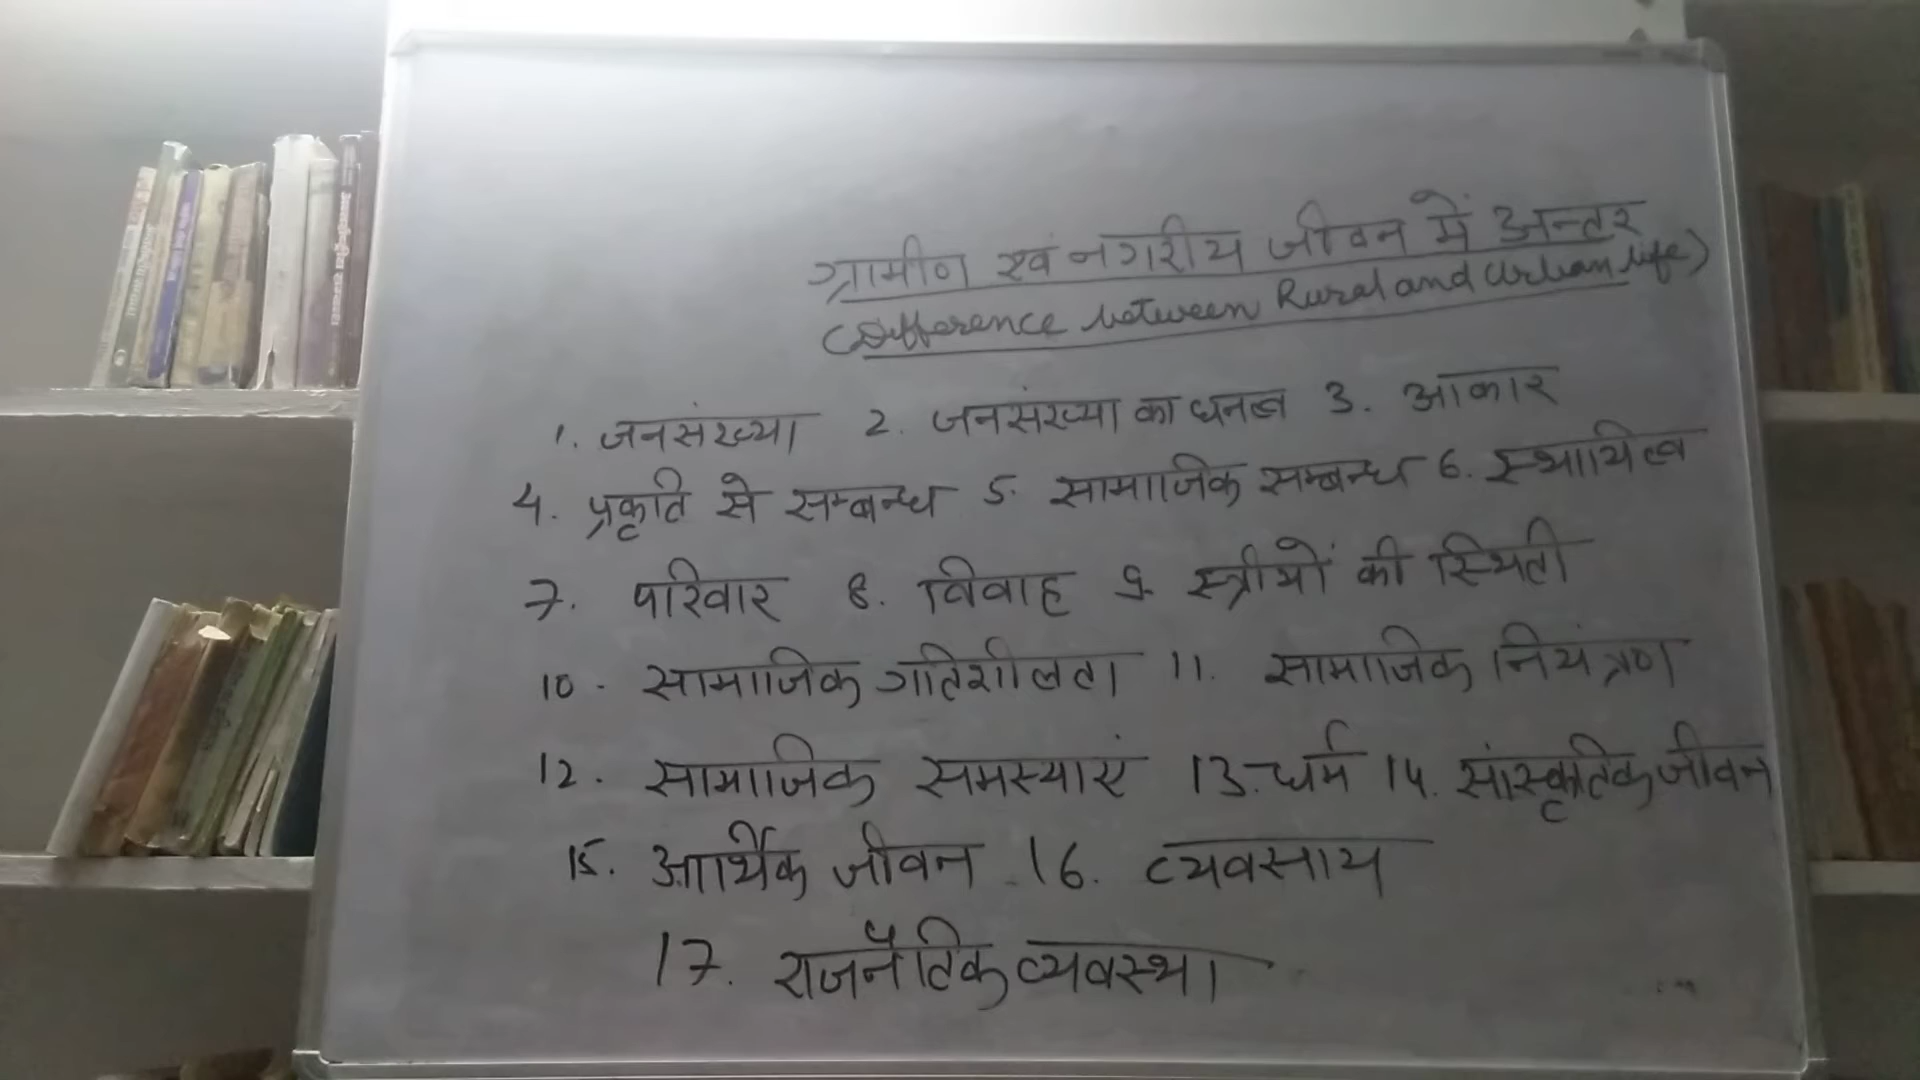 ग्रामीण एवं नगरीय जीवन में अन्तर
(Difference between Rural and Urban life)
1. जनसंख्या 2. जनसंख्या का घनत्व 3. आकार
4. प्रकृति से सम्बन्ध 5. सामाजिक सम्बन्ध 6. स्थायित्व
7. परिवार 8. विवाह 9. स्त्रीयों की स्थिती
10. सामाजिक गतिशीलता 11. सामाजिक नियंत्रण
12. सामाजिक समस्याएं 13. धर्म 14. सांस्कृतिक जीवन
15. आर्थिक जीवन 16. व्यवसाय
17. राजनैतिक व्यवस्था